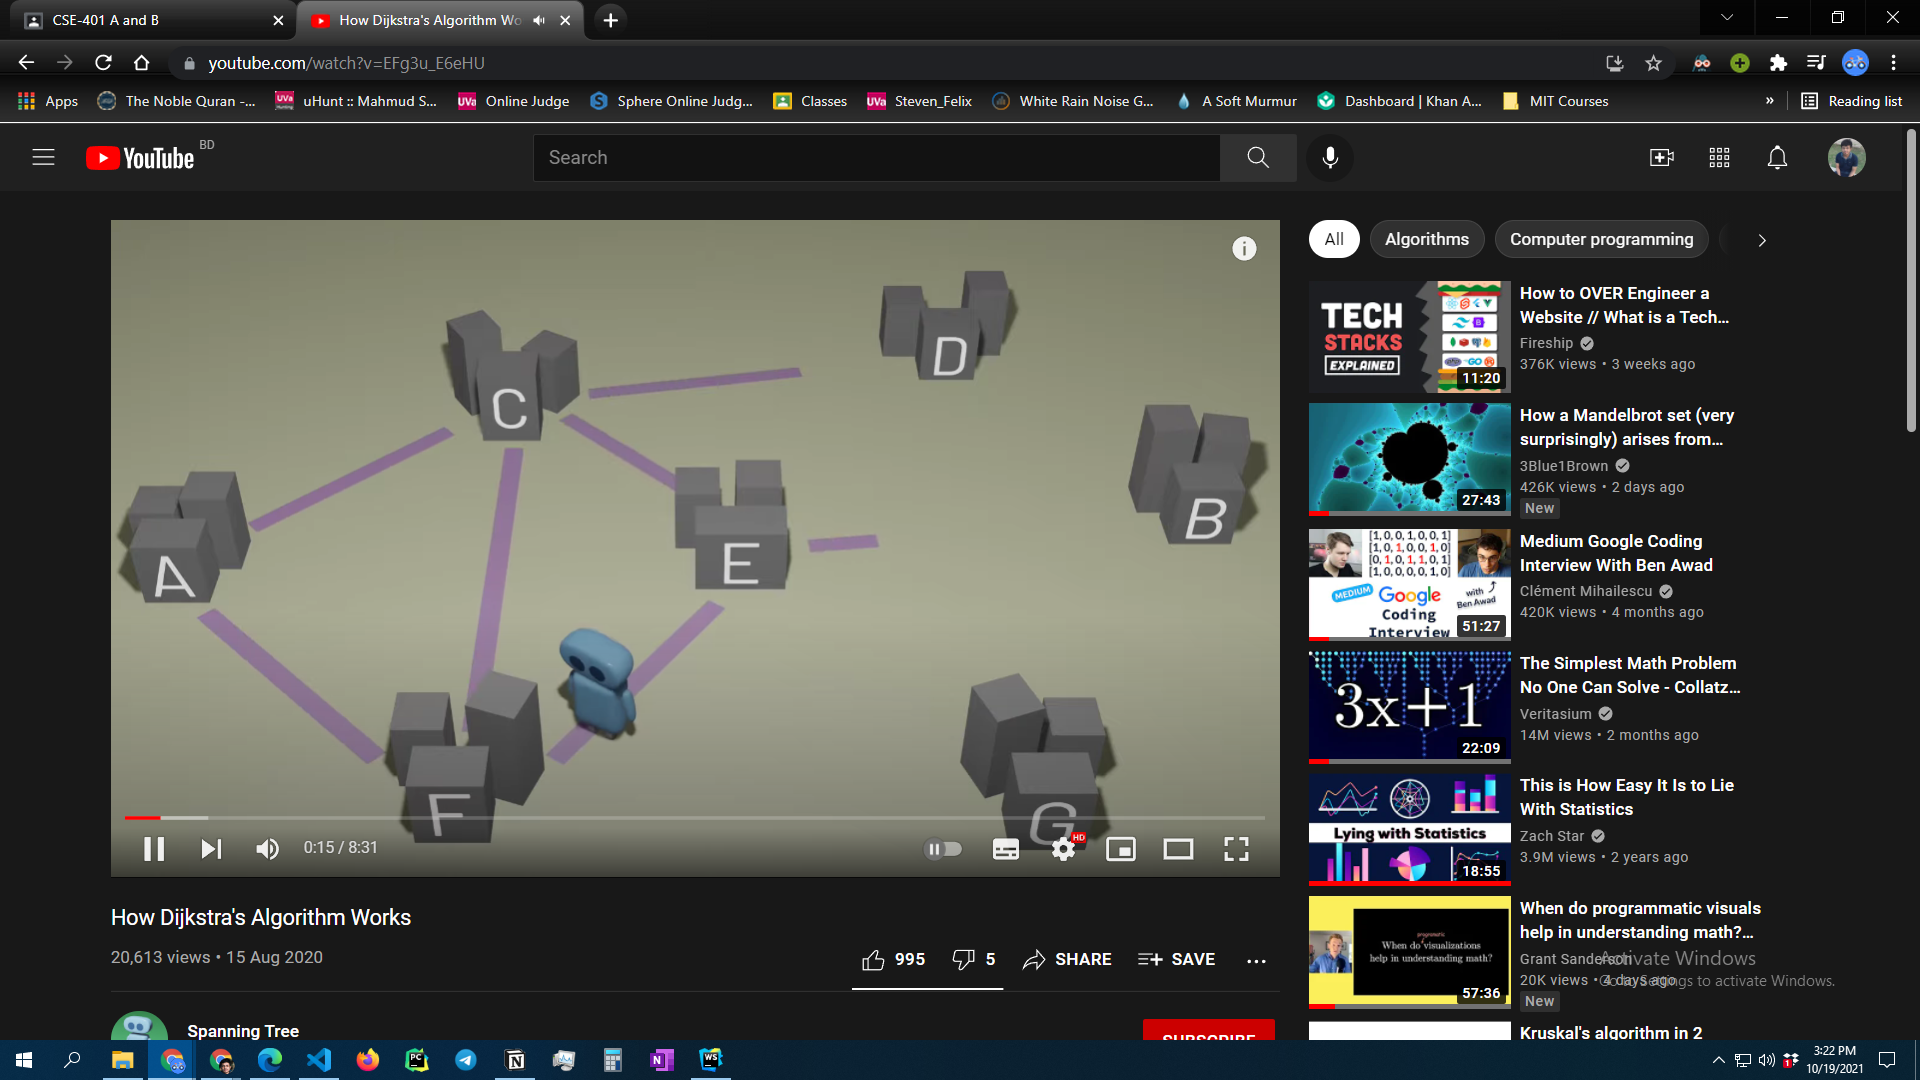 CSE-401 A and B
How Dijkstra's Algorithm Wo
youtube.com/watch?v=EFg3u_E6eHU
Apps
The Noble Quran -...
uHunt :: Mahmud S...
Online Judge
Sphere Online Judg...
Classes
Steven_Felix
White Rain Noise G...
A Soft Murmur
Dashboard | Khan A...
MIT Courses
»
Reading list
YouTube BD
Search
C
D
A
E
B
F
G
0:15 / 8:31
HD
How Dijkstra's Algorithm Works
20,613 views • 15 Aug 2020
995
5
SHARE
SAVE
Spanning Tree
SUBSCRIBE
All
Algorithms
Computer programming
TECH
STACKS
EXPLAINED
11:20
How to OVER Engineer a
Website // What is a Tech...
Fireship
376K views • 3 weeks ago
27:43
How a Mandelbrot set (very
surprisingly) arises from...
3Blue1Brown
426K views • 2 days ago
New
[1,0,0,1,0,0,1]
[1,0,1,0,0,1,0]
[0,1,0,1,1,0,1]
[1,0,0,0,0,1,0]
MEDIUM
Google
with
Ben Awad
Coding
Interview
51:27
Medium Google Coding
Interview With Ben Awad
Clément Mihailescu
420K views • 4 months ago
3x+1
22:09
The Simplest Math Problem
No One Can Solve - Collatz...
Veritasium
14M views • 2 months ago
Lying with Statistics
18:55
This is How Easy It Is to Lie
With Statistics
Zach Star
3.9M views • 2 years ago
programmatic
When do visualizations
help in understanding math?
57:36
When do programmatic visuals
help in understanding math?...
Grant Sanderson
20K views • 4 days ago
New
Activate Windows
Go to Settings to activate Windows.
Kruskal's algorithm in 2
3:22 PM
10/19/2021